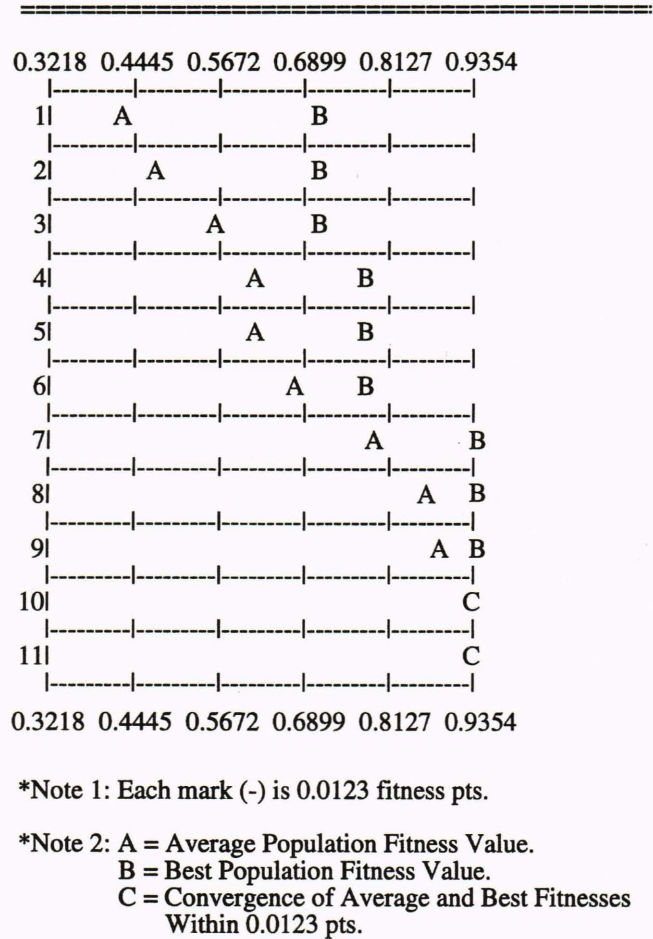 ==============================================
0.3218 0.4445 0.5672 0.6899 0.8127 0.9354
|---------|---------|---------|---------|---------|
1| A B
|---------|---------|---------|---------|---------|
2| A B
|---------|---------|---------|---------|---------|
3| A B
|---------|---------|---------|---------|---------|
4| A B
|---------|---------|---------|---------|---------|
5| A B
|---------|---------|---------|---------|---------|
6| A B
|---------|---------|---------|---------|---------|
7| A B
|---------|---------|---------|---------|---------|
8| A B
|---------|---------|---------|---------|---------|
9| A B
|---------|---------|---------|---------|---------|
10| C
|---------|---------|---------|---------|---------|
11| C
|---------|---------|---------|---------|---------|
0.3218 0.4445 0.5672 0.6899 0.8127 0.9354
*Note 1: Each mark (-) is 0.0123 fitness pts.
*Note 2: A = Average Population Fitness Value.
B = Best Population Fitness Value.
C = Convergence of Average and Best Fitnesses
Within 0.0123 pts.